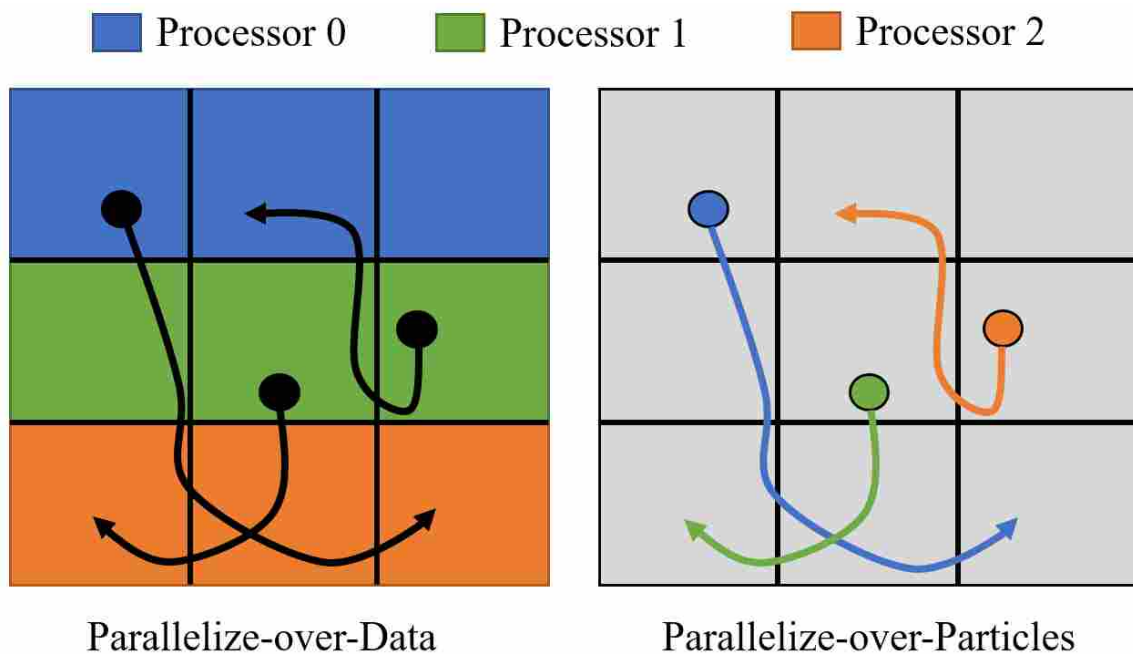 Processor 0
Processor 1
Processor 2
Parallelize-over-Data
Parallelize-over-Particles